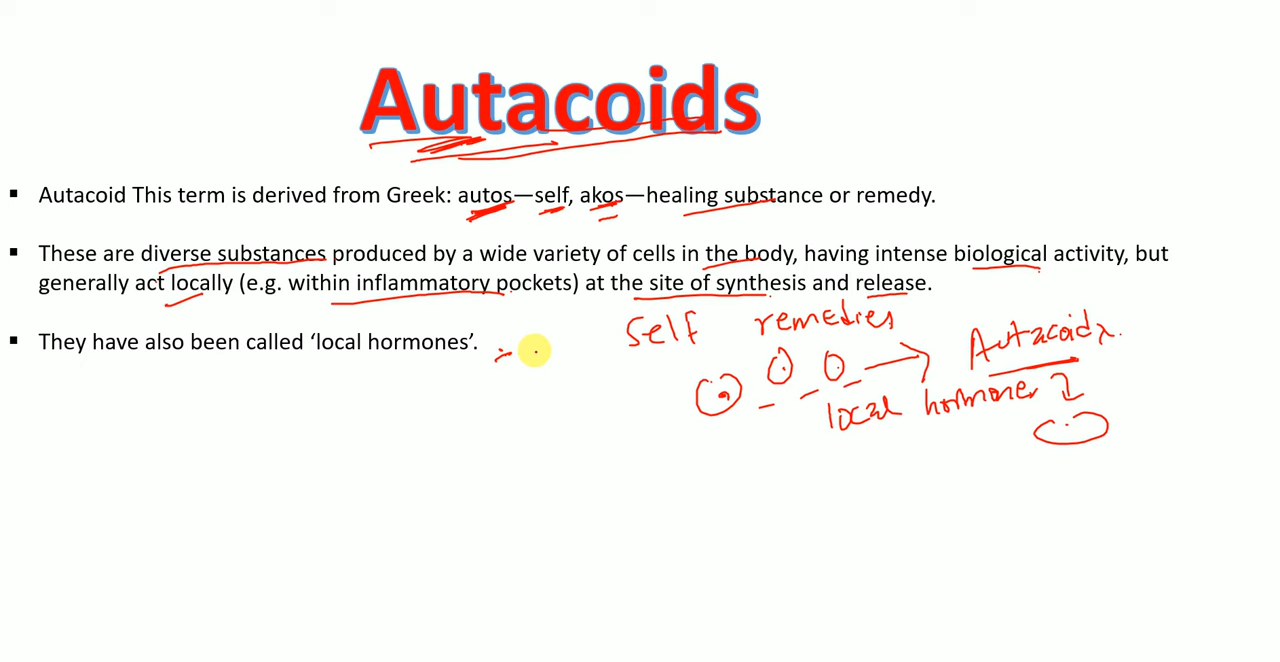 Autacoids
▪ Autacoid This term is derived from Greek: autos—self, akos—healing substance or remedy.
▪ These are diverse substances produced by a wide variety of cells in the body, having intense biological activity, but
generally act locally (e.g. within inflammatory pockets) at the site of synthesis and release.
▪ They have also been called ‘local hormones’.
Self remedies
Autacoids
local hormones